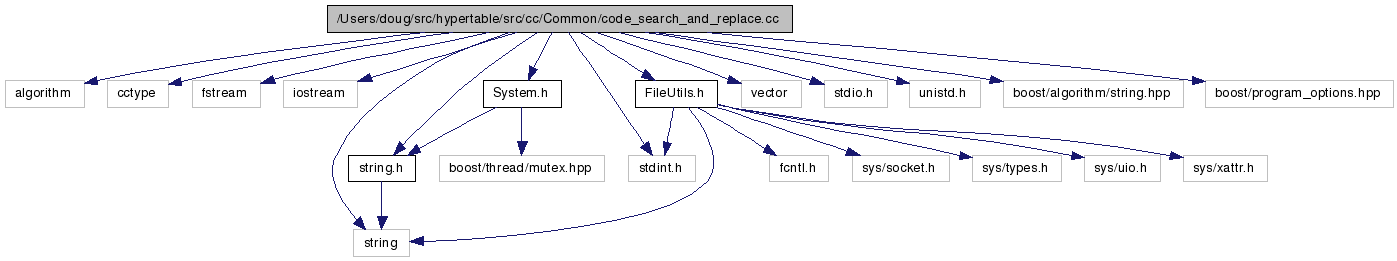 /Users/doug/src/hypertable/src/cc/Common/code_search_and_replace.cc
algorithm
cctype
fstream
iostream
System.h
FileUtils.h
vector
stdio.h
unistd.h
boost/algorithm/string.hpp
boost/program_options.hpp
string.h
boost/thread/mutex.hpp
stdint.h
fcntl.h
sys/socket.h
sys/types.h
sys/uio.h
sys/xattr.h
string